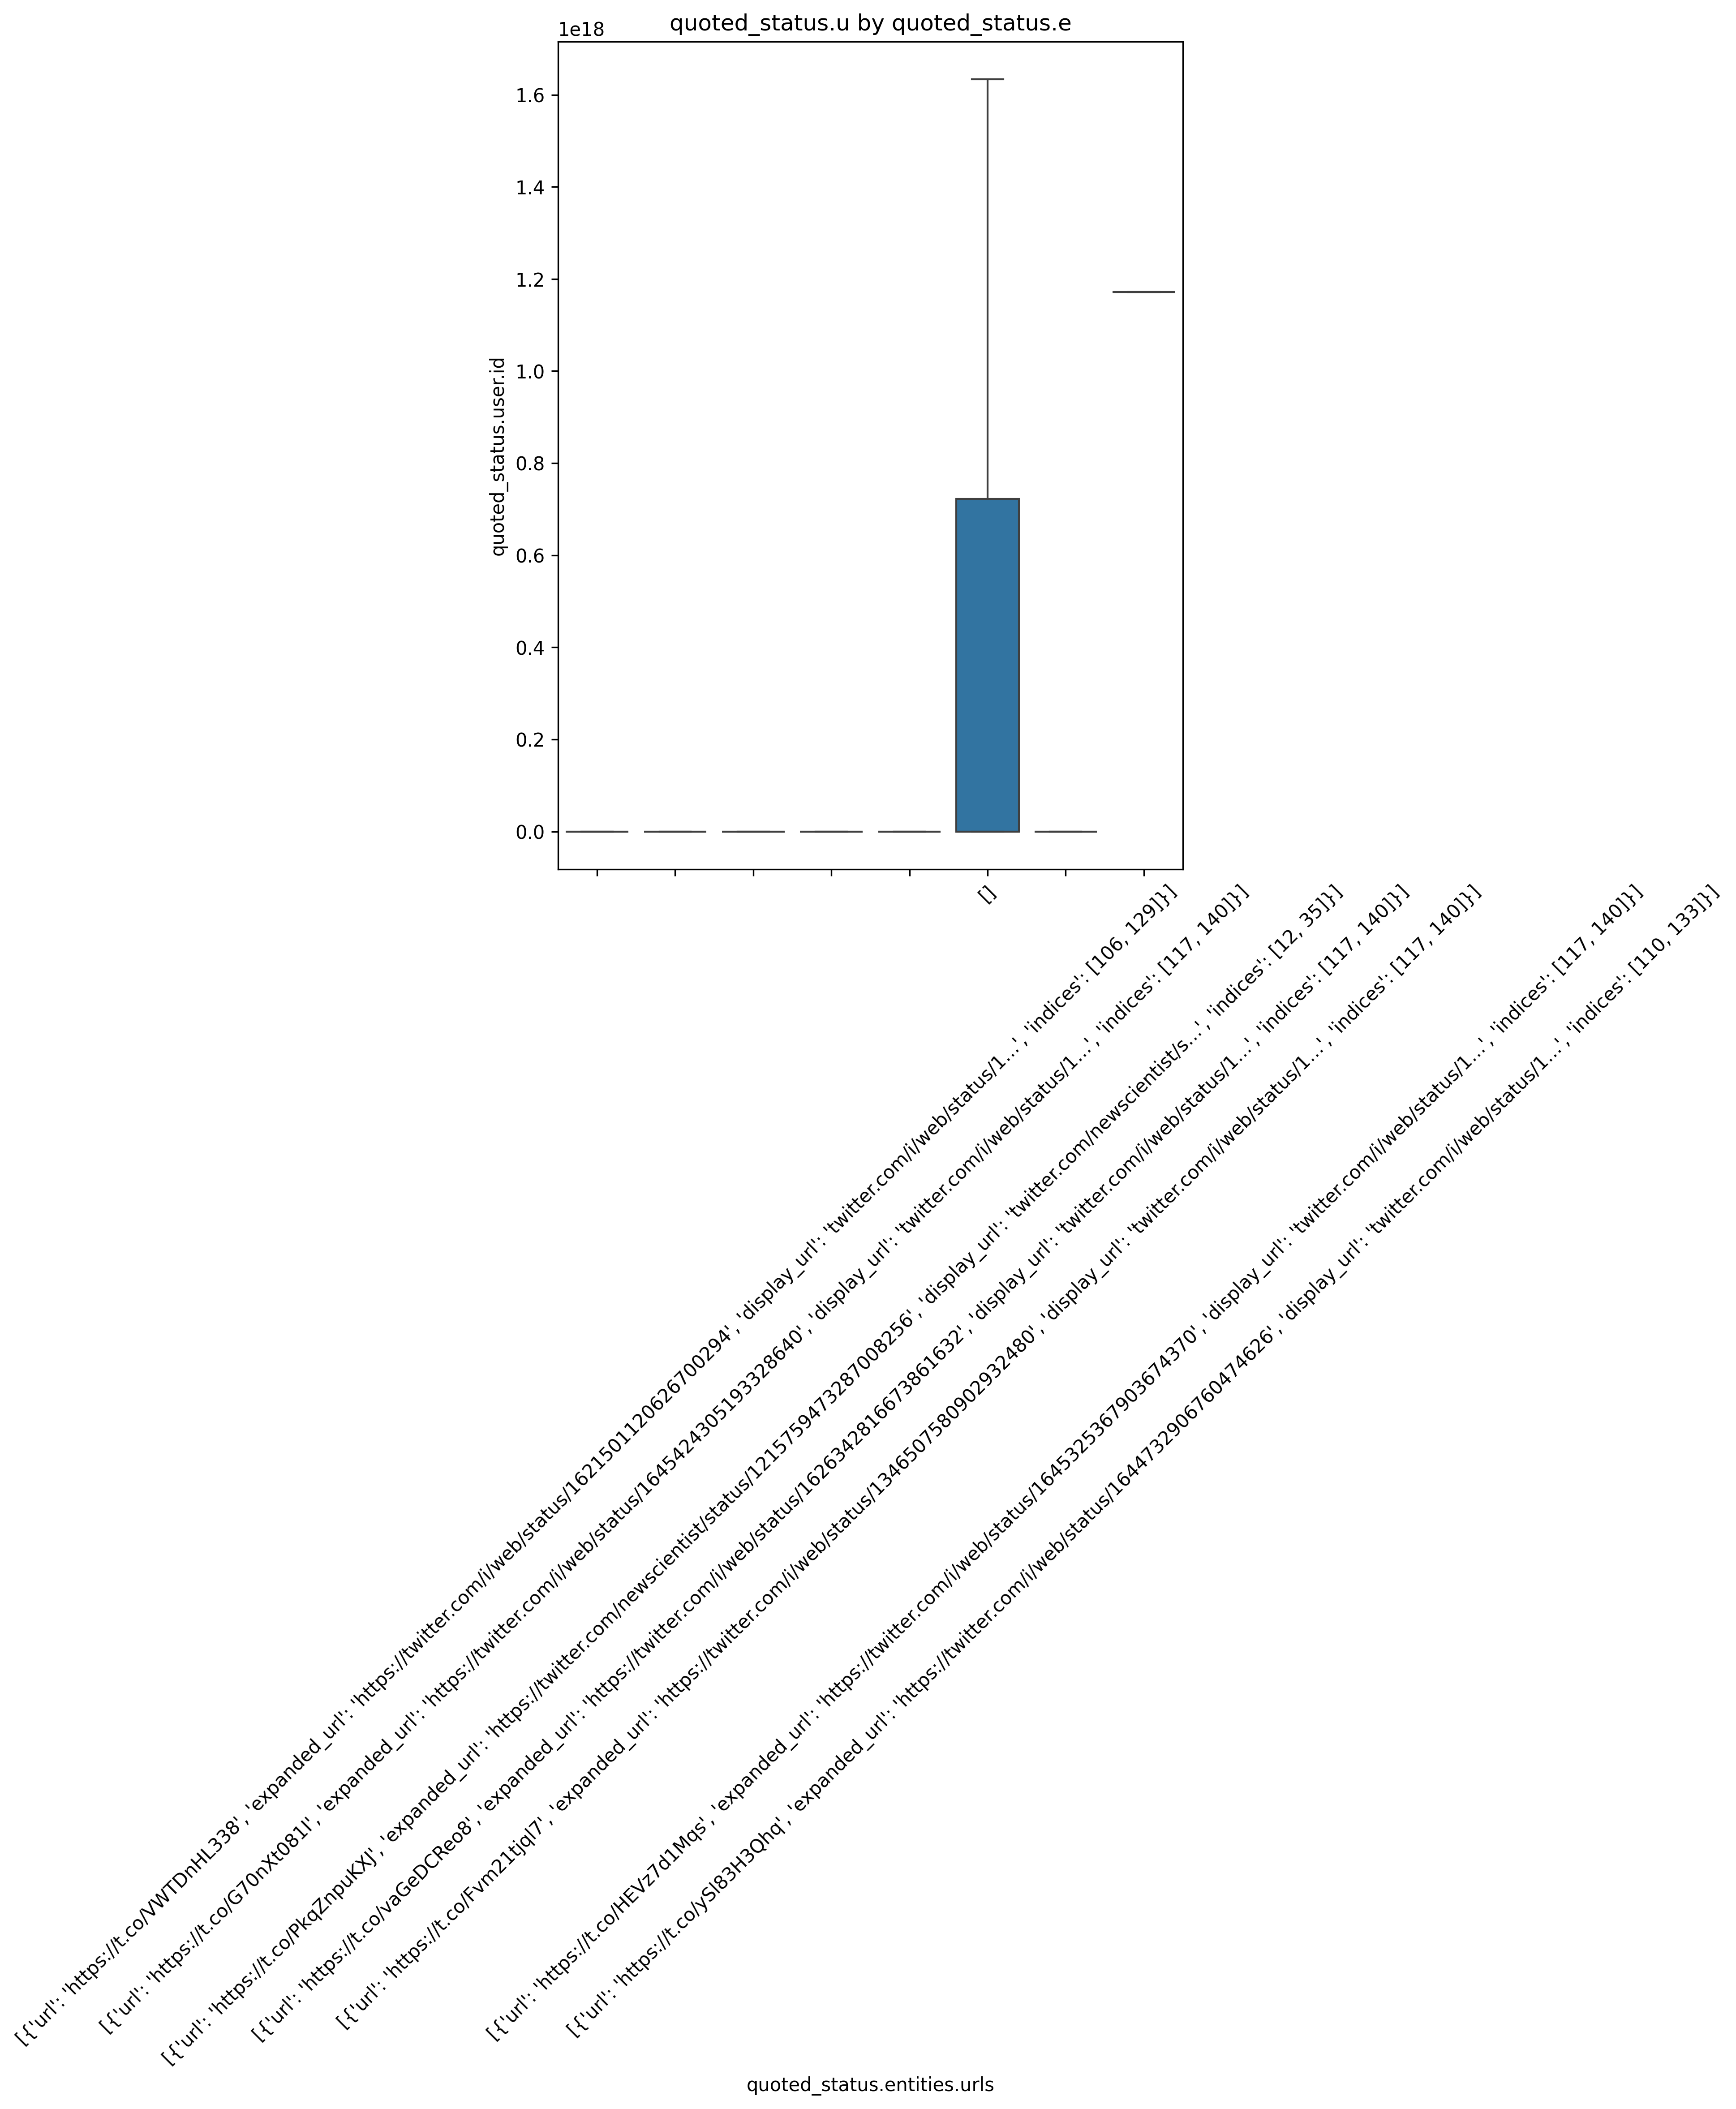 quoted_status.u by quoted_status.e
1e18
1.6
1.4
1.2
1.0
0.8
0.6
0.4
0.2
0.0
quoted_status.user.id
[{'url': 'https://t.co/VWTDnHL338', 'expanded_url': 'https://twitter.com/i/web/status/1621501120626700294', 'display_url': 'twitter.com/i/web/status/1…', 'indices': [106, 129]}]
[{'url': 'https://t.co/G70nXt081l', 'expanded_url': 'https://twitter.com/i/web/status/1645424305193328640', 'display_url': 'twitter.com/i/web/status/1…', 'indices': [117, 140]}]
[{'url': 'https://t.co/PkqZnpuKXJ', 'expanded_url': 'https://twitter.com/newscientist/status/1215759473287008256', 'display_url': 'twitter.com/newscientist/s…', 'indices': [12, 35]}]
[{'url': 'https://t.co/vaGeDCReo8', 'expanded_url': 'https://twitter.com/i/web/status/1626342816673861632', 'display_url': 'twitter.com/i/web/status/1…', 'indices': [117, 140]}]
[{'url': 'https://t.co/Fvm21tjql7', 'expanded_url': 'https://twitter.com/i/web/status/1346507580902932480', 'display_url': 'twitter.com/i/web/status/1…', 'indices': [117, 140]}]
[]
[{'url': 'https://t.co/HEVz7d1Mqs', 'expanded_url': 'https://twitter.com/i/web/status/1645325367903674370', 'display_url': 'twitter.com/i/web/status/1…', 'indices': [117, 140]}]
[{'url': 'https://t.co/ySl83H3Qhq', 'expanded_url': 'https://twitter.com/i/web/status/1644732906760474626', 'display_url': 'twitter.com/i/web/status/1…', 'indices': [110, 133]}]
quoted_status.entities.urls